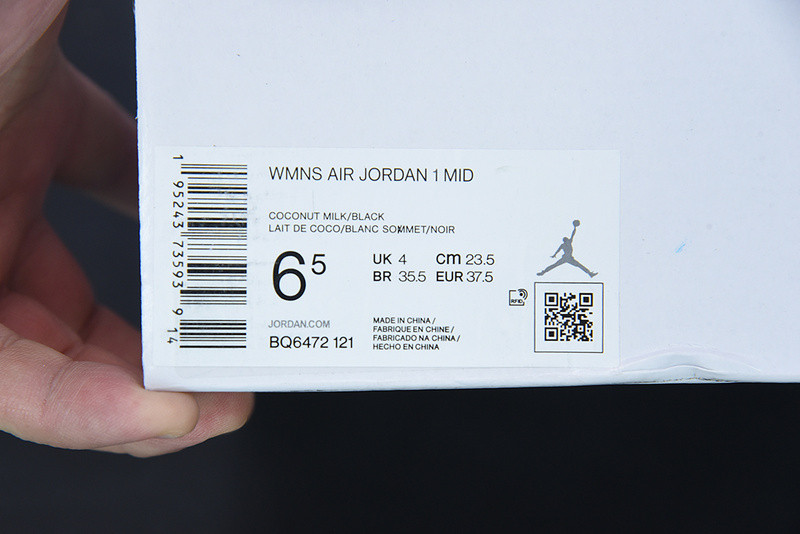 WMNS AIR JORDAN 1 MID
COCONUT MILK/BLACK
LAIT DE COCO/BLANC SOMMET/NOIR
6 5
UK 4 cm 23.5
BR 35.5 EUR 37.5
JORDAN.COM
BQ6472 121
MADE IN CHINA /
FABRIQUE EN CHINE /
FABRICADO NA CHINA /
HECHO EN CHINA
RFID
1 95243 73593 9 14